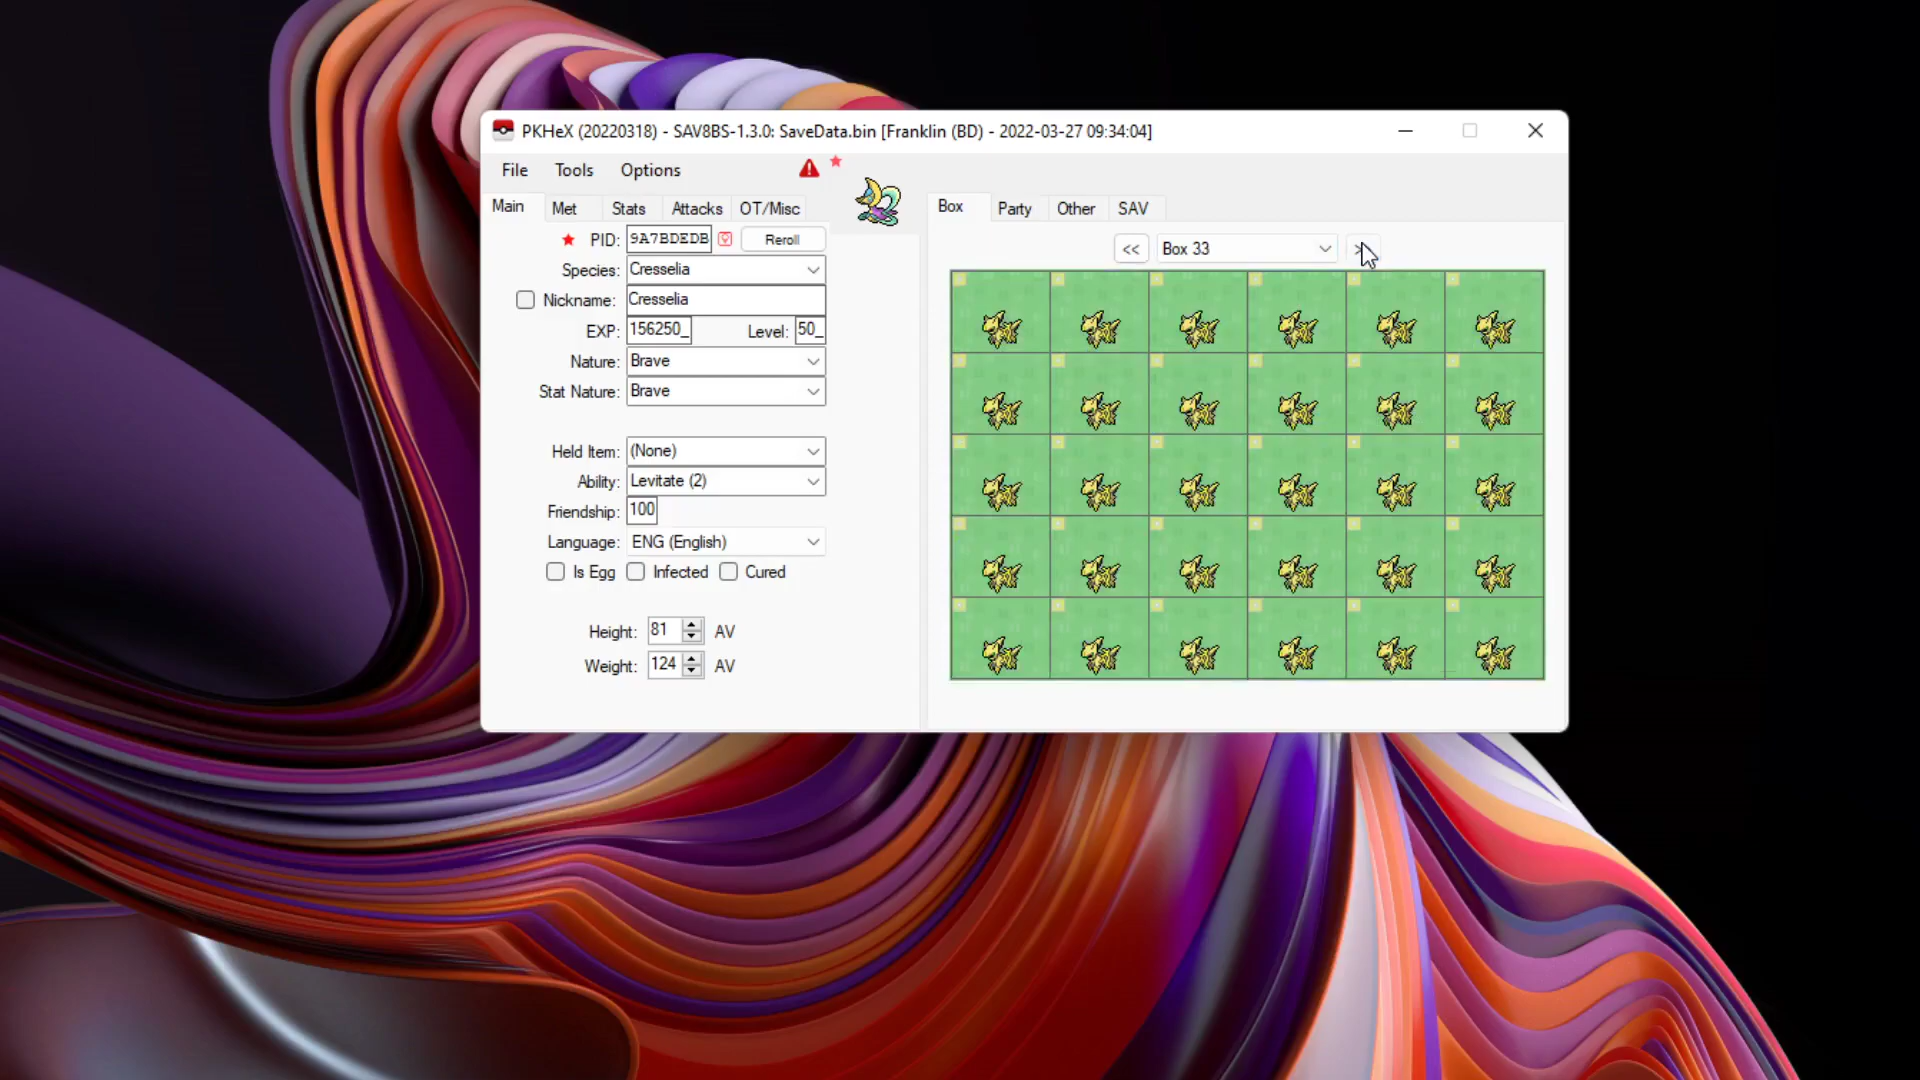 PKHeX (20220318) - SAV8BS-1.3.0: SaveData.bin [Franklin (BD) - 2022-03-27 09:34:04]
File Tools Options
Main Met Stats Attacks OT/Misc
PID: 9A7BDEDB Reroll
Species: Cresselia
Nickname: Cresselia
EXP: 156250_ Level: 50_
Nature: Brave
Stat Nature: Brave
Held Item: (None)
Ability: Levitate (2)
Friendship: 100
Language: ENG (English)
Is Egg Infected Cured
Height: 81 AV
Weight: 124 AV
Box Party Other SAV
<< Box 33